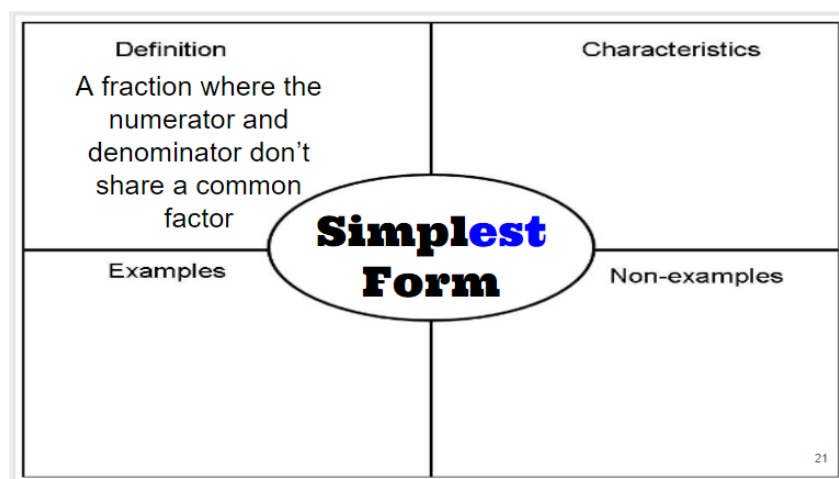 Definition
A fraction where the
numerator and
denominator don’t
share a common
factor
Characteristics
Simplest
Form
Examples
Non-examples
21